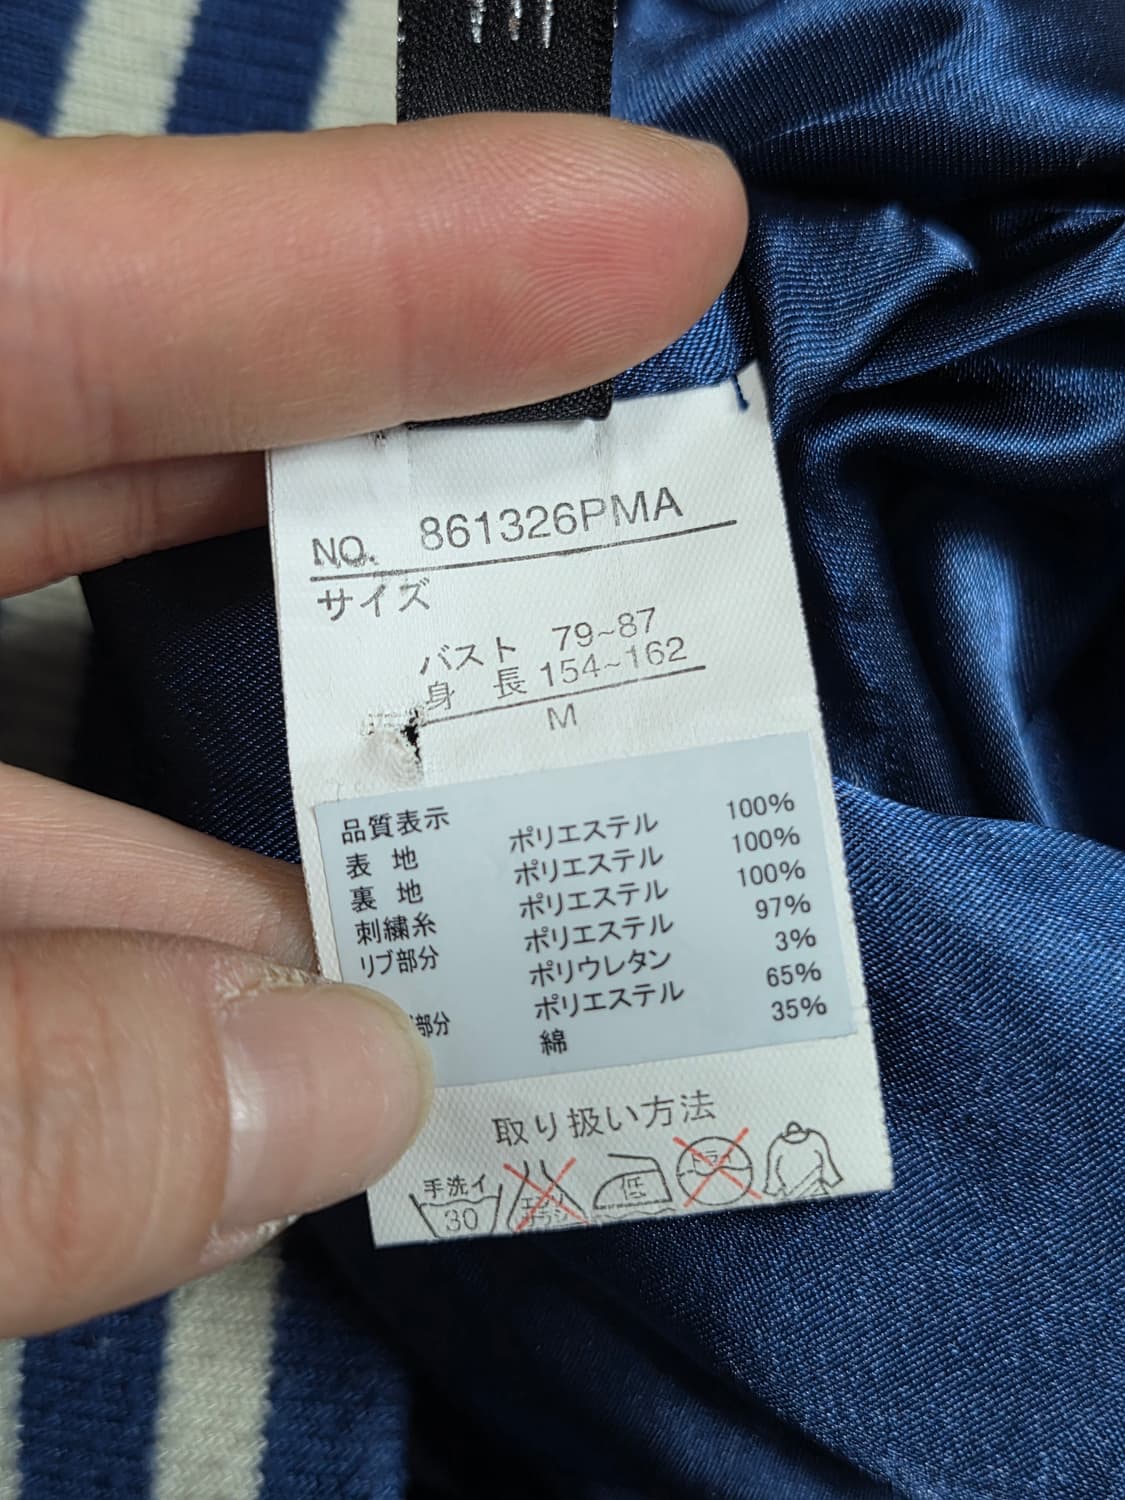 NO. 861326PMA
サイズ
バスト 79~87
身 長 154~162
M
品質表示
表 地 ポリエステル 100%
裏 地 ポリエステル 100%
刺繍糸 ポリエステル 100%
リブ部分 ポリエステル 97%
ポリウレタン 3%
部分 ポリエステル 65%
綿 35%
取り扱い方法
手洗イ 30 低 ドライ